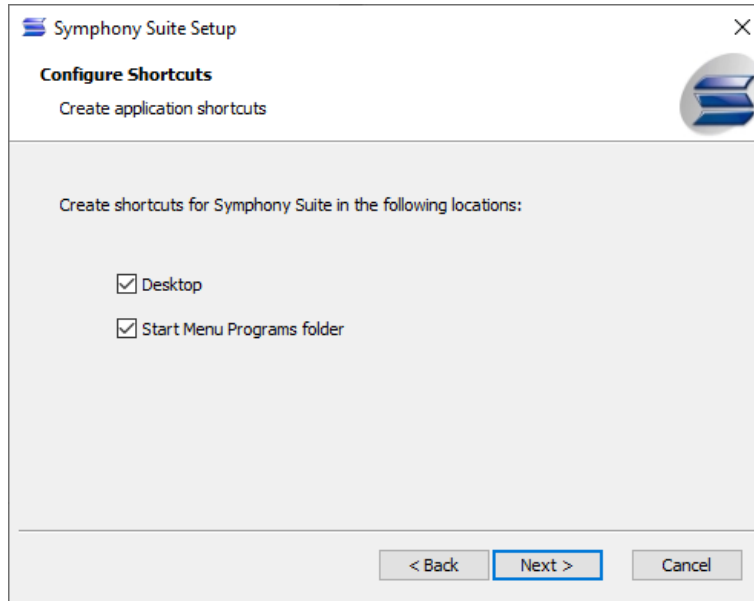 Symphony Suite Setup
Configure Shortcuts
Create application shortcuts
Create shortcuts for Symphony Suite in the following locations:
Desktop
Start Menu Programs folder
< Back
Next >
Cancel